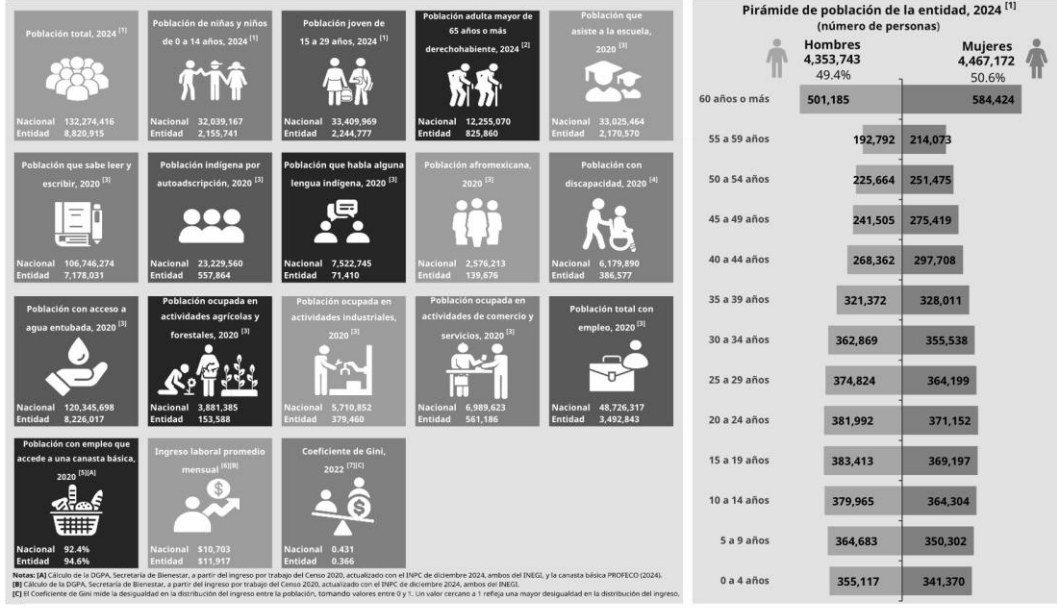 Población total, 2024 [1]
Nacional 132,274,416
Entidad 8,820,915
Población de niñas y niños
de 0 a 14 años, 2024 [1]
Nacional 32,039,167
Entidad 2,155,741
Población joven de
15 a 29 años, 2024 [1]
Nacional 33,409,969
Entidad 2,244,777
Población adulta mayor de
65 años o más
derechohabiente, 2024 [2]
Nacional 12,255,070
Entidad 825,860
Población que
asiste a la escuela,
2020 [3]
Nacional 33,025,464
Entidad 2,170,570
Población que sabe leer y
escribir, 2020 [3]
Nacional 106,746,274
Entidad 7,178,031
Población indígena por
autoadscripción, 2020 [3]
Nacional 23,229,560
Entidad 557,864
Población que habla alguna
lengua indígena, 2020 [3]
Nacional 7,522,745
Entidad 71,410
Población afromexicana,
2020 [3]
Nacional 2,576,213
Entidad 139,676
Población con
discapacidad, 2020 [4]
Nacional 6,179,890
Entidad 386,577
Población con acceso a
agua entubada, 2020 [3]
Nacional 120,345,698
Entidad 8,226,017
Población ocupada en
actividades agrícolas y
forestales, 2020 [3]
Nacional 3,881,385
Entidad 153,588
Población ocupada en
actividades industriales,
2020 [3]
Nacional 5,710,852
Entidad 379,460
Población ocupada en
actividades de comercio y
servicios, 2020 [3]
Nacional 6,989,623
Entidad 561,186
Población total con
empleo, 2020 [3]
Nacional 48,726,317
Entidad 3,492,843
Población con empleo que
accede a una canasta básica,
2020 [5][A]
Nacional 92.4%
Entidad 94.6%
Ingreso laboral promedio
mensual [6][B]
Nacional $10,703
Entidad $11,917
Coeficiente de Gini,
2022 [7][C]
Nacional 0.431
Entidad 0.366
Notas: [A] Cálculo de la DGPA, Secretaría de Bienestar, a partir del ingreso por trabajo del Censo 2020, actualizado con el INPC de diciembre 2024, ambos del INEGI, y la canasta básica PROFECO (2024).
[B] Cálculo de la DGPA, Secretaría de Bienestar, a partir del ingreso por trabajo del Censo 2020, actualizado con el INPC de diciembre 2024, ambos del INEGI.
[C] El Coeficiente de Gini mide la desigualdad en la distribución del ingreso entre la población, tomando valores entre 0 y 1. Un valor cercano a 1 refleja una mayor desigualdad en la distribución del ingreso.
Pirámide de población de la entidad, 2024 [1]
(número de personas)
Hombres Mujeres
4,353,743 4,467,172
49.4% 50.6%
60 años o más 501,185 584,424
55 a 59 años 192,792 214,073
50 a 54 años 225,664 251,475
45 a 49 años 241,505 275,419
40 a 44 años 268,362 297,708
35 a 39 años 321,372 328,011
30 a 34 años 362,869 355,538
25 a 29 años 374,824 364,199
20 a 24 años 381,992 371,152
15 a 19 años 383,413 369,197
10 a 14 años 379,965 364,304
5 a 9 años 364,683 350,302
0 a 4 años 355,117 341,370